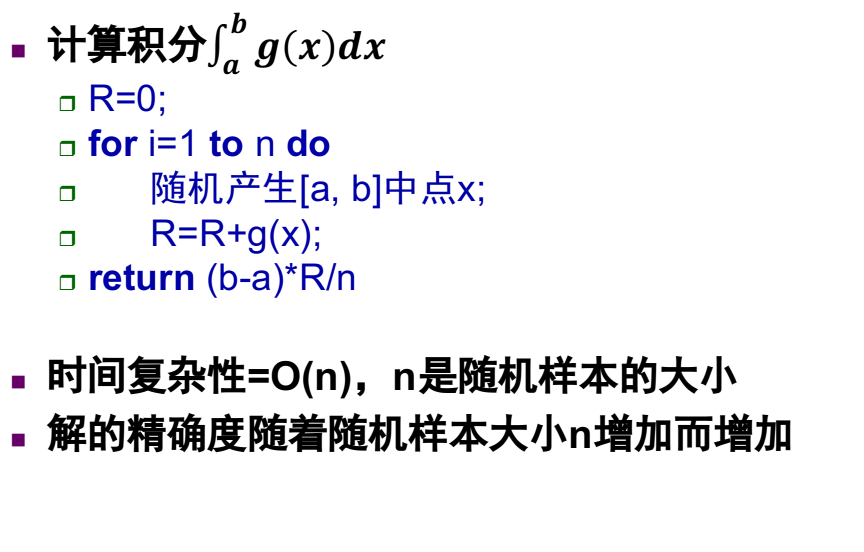 计算积分∫ₐᵇ g(x)dx
R=0;
for i=1 to n do
随机产生[a, b]中点x;
R=R+g(x);
return (b-a)*R/n
时间复杂性=O(n)，n是随机样本的大小
解的精确度随着随机样本大小n增加而增加